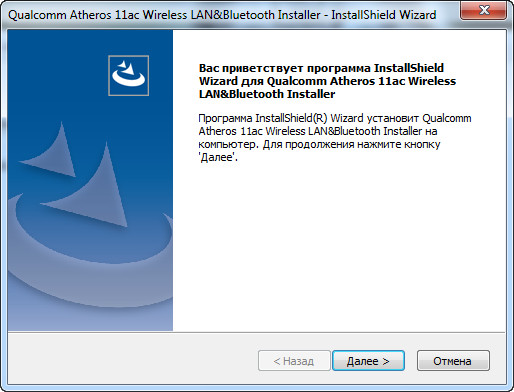 Qualcomm Atheros 11ac Wireless LAN&Bluetooth Installer - InstallShield Wizard
Вас приветствует программа InstallShield
Wizard для Qualcomm Atheros 11ac Wireless
LAN&Bluetooth Installer
Программа InstallShield(R) Wizard установит Qualcomm
Atheros 11ac Wireless LAN&Bluetooth Installer на
компьютер. Для продолжения нажмите кнопку
'Далее'.
< Назад
Далее >
Отмена